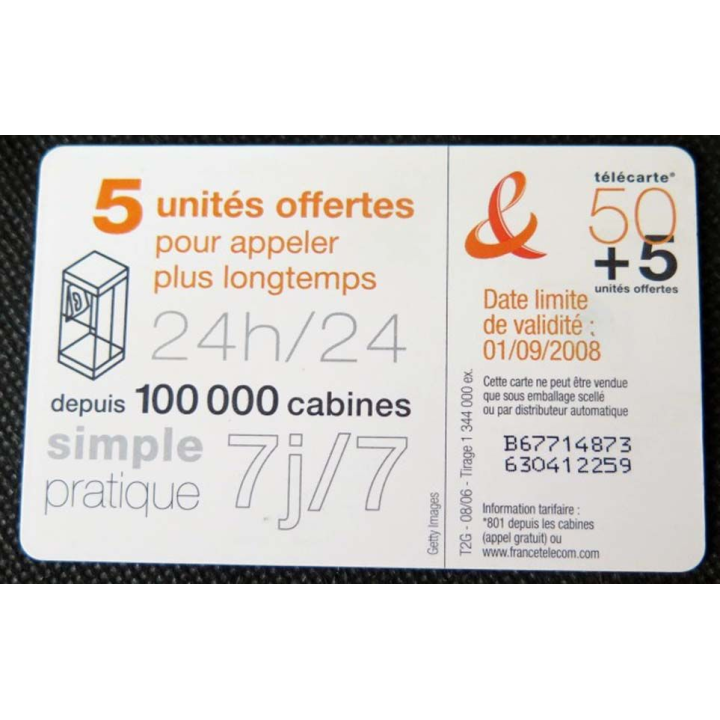 5 unités offertes
pour appeler
plus longtemps
24h/24
depuis 100 000 cabines
simple
pratique 7j/7
Getty Images
T2G - 08/06 - Tirage 1 344 000 ex.
télécarte®
50
+5
unités offertes
Date limite
de validité :
01/09/2008
Cette carte ne peut être vendue
que sous emballage scellé
ou par distributeur automatique
B67714873
630412259
Information tarifaire :
*801 depuis les cabines
(appel gratuit) ou
www.francetelecom.com